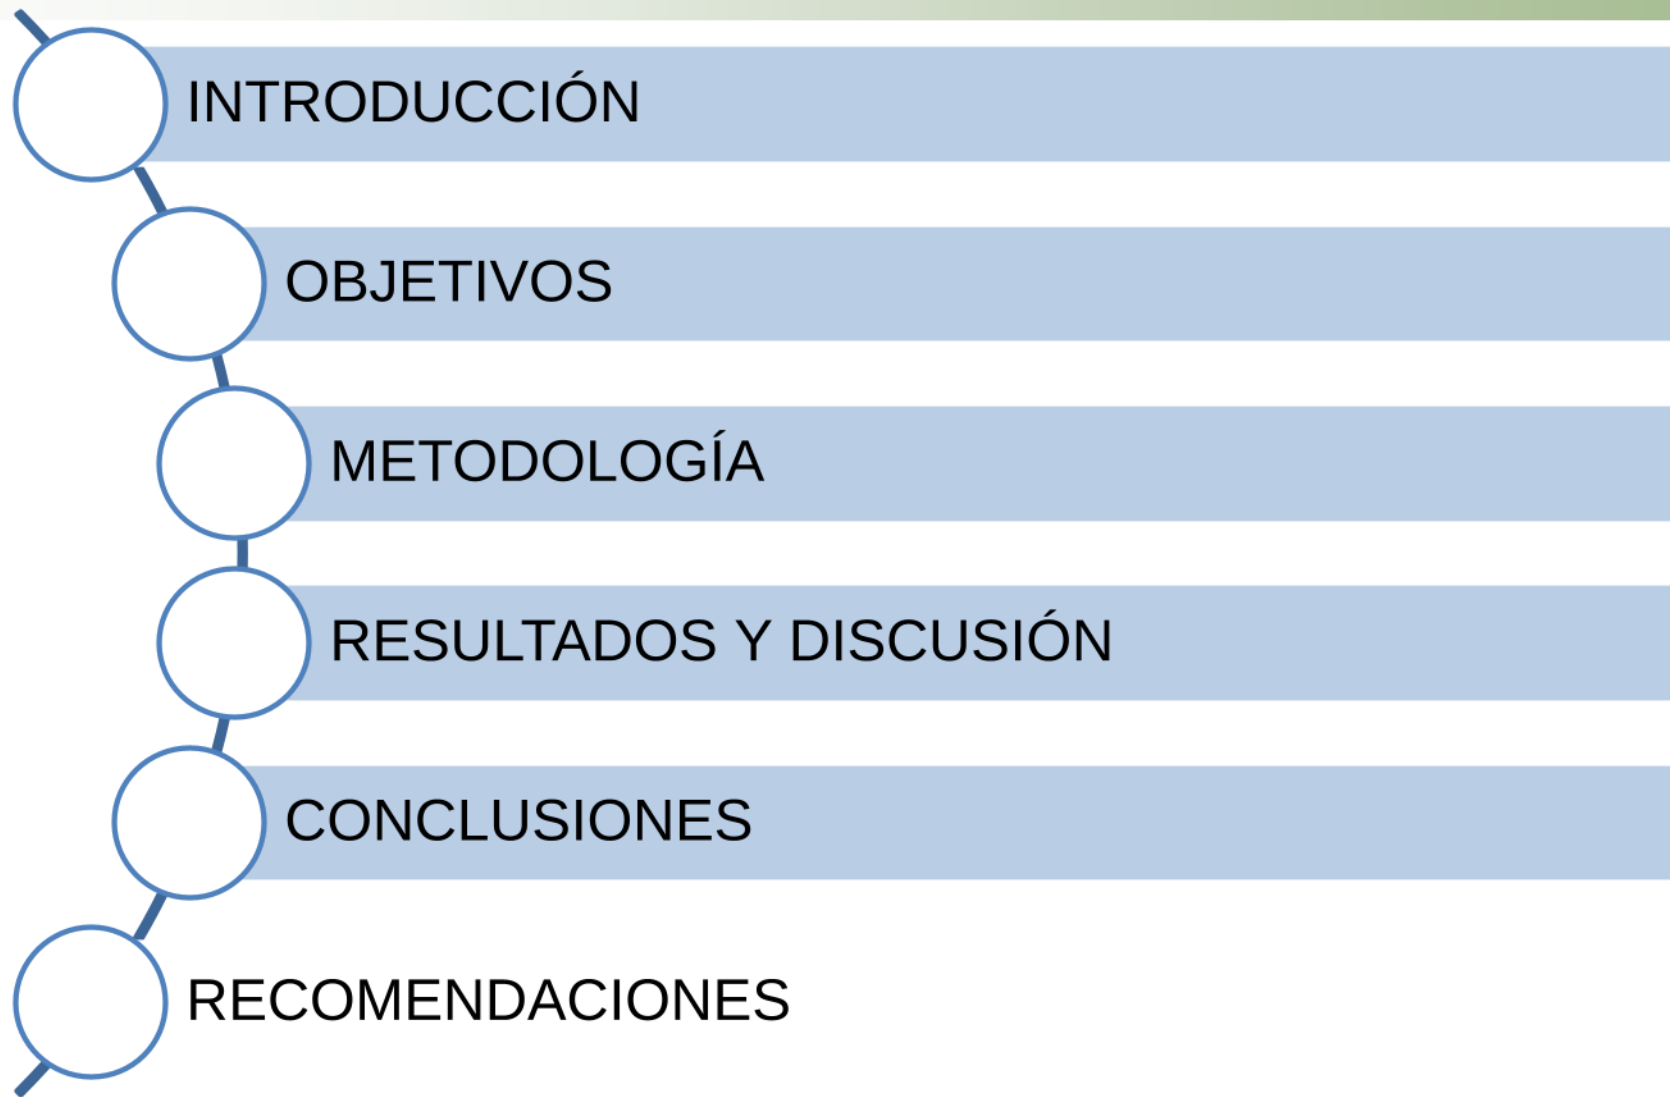 INTRODUCCIÓN
OBJETIVOS
METODOLOGÍA
RESULTADOS Y DISCUSIÓN
CONCLUSIONES
RECOMENDACIONES